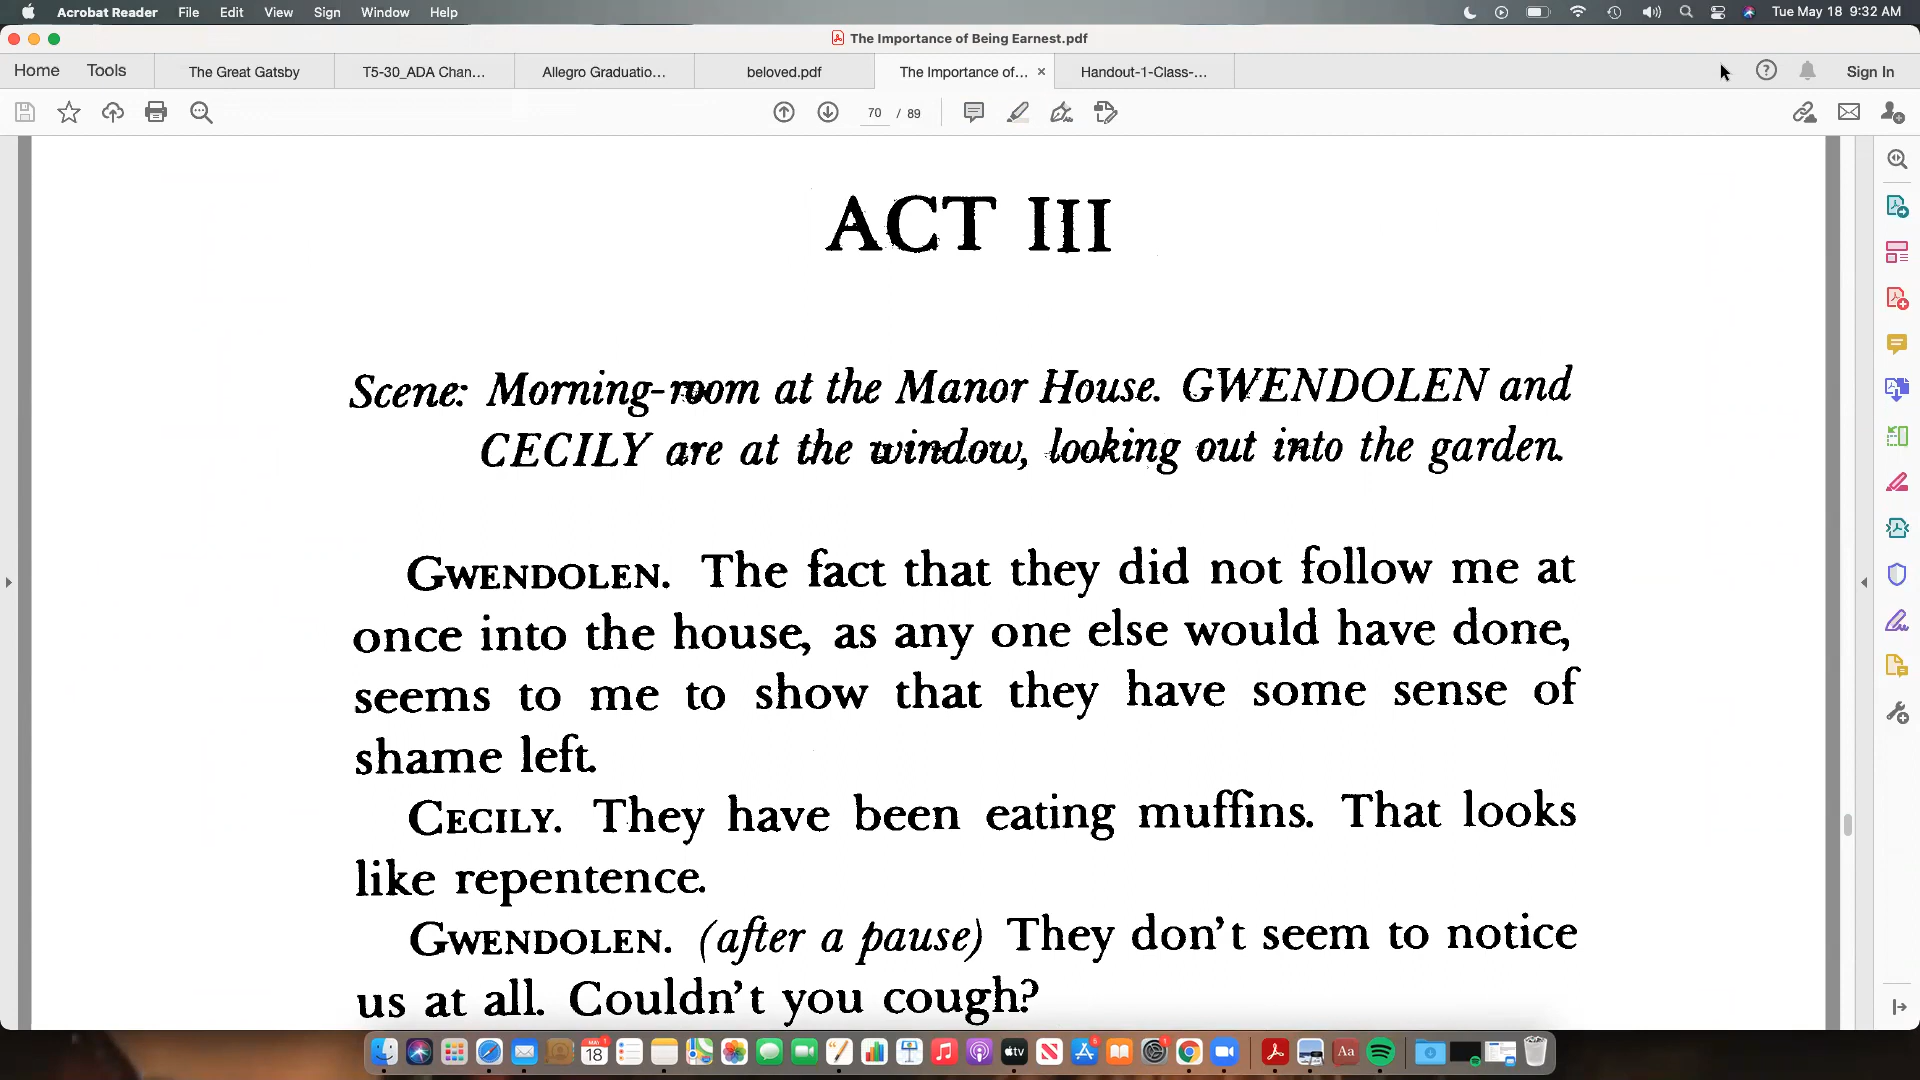 Acrobat Reader File Edit View Sign Window Help Tue May 18 9:32 AM
The Importance of Being Earnest.pdf
Home Tools The Great Gatsby T5-30_ADA Chan... Allegro Graduatio... beloved.pdf The Importance of... × Handout-1-Class-... Sign In
70 / 89
ACT III
Scene: Morning-room at the Manor House. GWENDOLEN and
CECILY are at the window, looking out into the garden.
GWENDOLEN. The fact that they did not follow me at
once into the house, as any one else would have done,
seems to me to show that they have some sense of
shame left.
CECILY. They have been eating muffins. That looks
like repentence.
GWENDOLEN. (after a pause) They don't seem to notice
us at all. Couldn't you cough?
18
tv
Aa